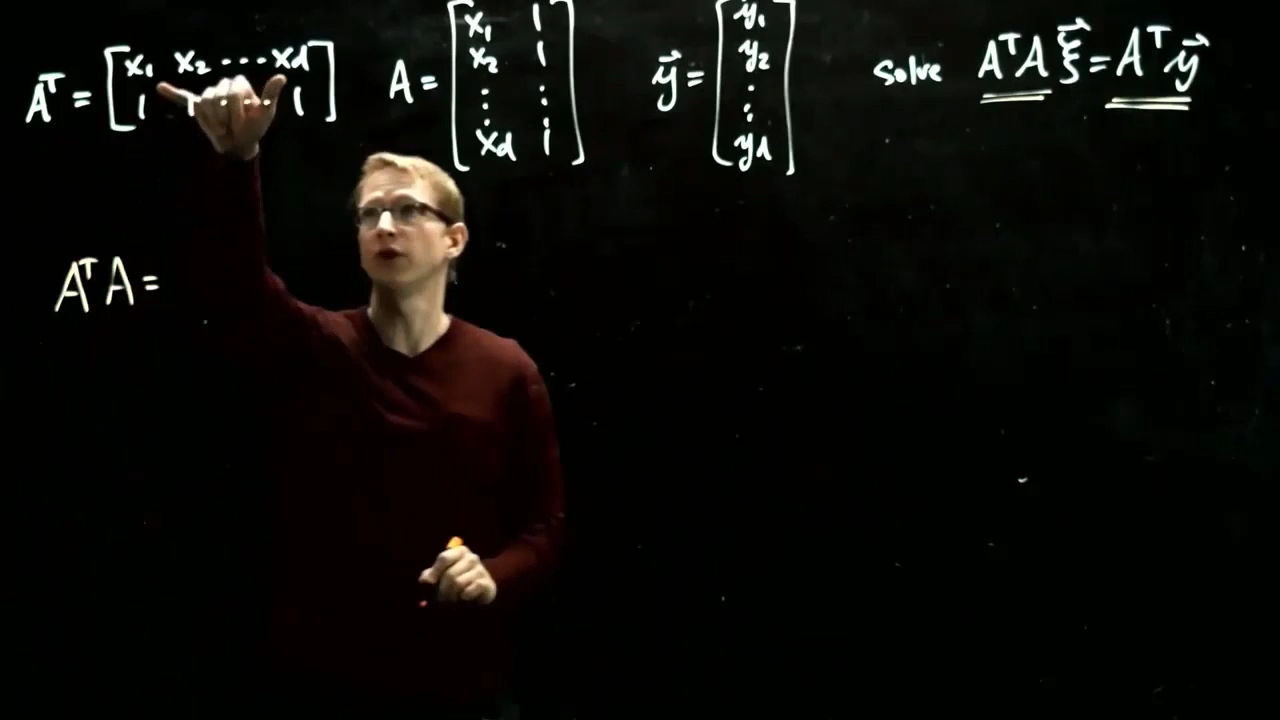 Aᵀ = [ x₁ x₂ ... x_d ; 1 1 ... 1 ]
A = [ x₁ 1 ; x₂ 1 ; ⋮ ⋮ ; x_d 1 ]
y⃗ = [ y₁ ; y₂ ; ⋮ ; y_d ]
Solve AᵀA ξ⃗ = Aᵀ y⃗
AᵀA =